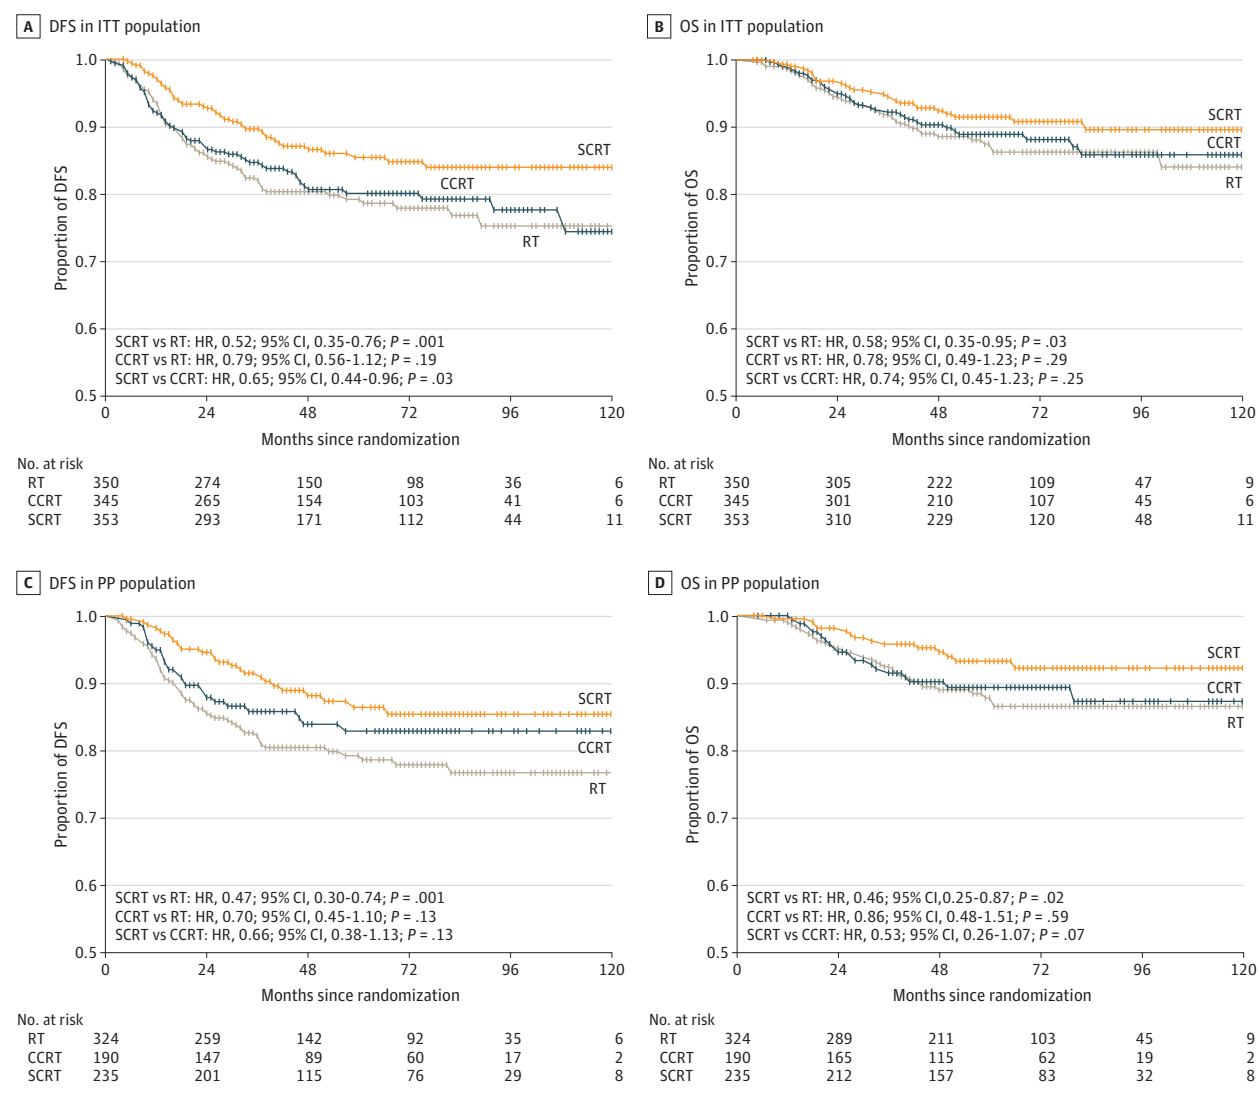 A DFS in ITT population
1.0
0.9
0.8
0.7
0.6
0.5
Proportion of DFS
SCRT
CCRT
RT
SCRT vs RT: HR, 0.52; 95% CI, 0.35-0.76; P = .001
CCRT vs RT: HR, 0.79; 95% CI, 0.56-1.12; P = .19
SCRT vs CCRT: HR, 0.65; 95% CI, 0.44-0.96; P = .03
0 24 48 72 96 120
Months since randomization
No. at risk
RT 350 274 150 98 36 6
CCRT 345 265 154 103 41 6
SCRT 353 293 171 112 44 11
B OS in ITT population
1.0
0.9
0.8
0.7
0.6
0.5
Proportion of OS
SCRT
CCRT
RT
SCRT vs RT: HR, 0.58; 95% CI, 0.35-0.95; P = .03
CCRT vs RT: HR, 0.78; 95% CI, 0.49-1.23; P = .29
SCRT vs CCRT: HR, 0.74; 95% CI, 0.45-1.23; P = .25
0 24 48 72 96 120
Months since randomization
No. at risk
RT 350 305 222 109 47 9
CCRT 345 301 210 107 45 6
SCRT 353 310 229 120 48 11
C DFS in PP population
1.0
0.9
0.8
0.7
0.6
0.5
Proportion of DFS
SCRT
CCRT
RT
SCRT vs RT: HR, 0.47; 95% CI, 0.30-0.74; P = .001
CCRT vs RT: HR, 0.70; 95% CI, 0.45-1.10; P = .13
SCRT vs CCRT: HR, 0.66; 95% CI, 0.38-1.13; P = .13
0 24 48 72 96 120
Months since randomization
No. at risk
RT 324 259 142 92 35 6
CCRT 190 147 89 60 17 2
SCRT 235 201 115 76 29 8
D OS in PP population
1.0
0.9
0.8
0.7
0.6
0.5
Proportion of OS
SCRT
CCRT
RT
SCRT vs RT: HR, 0.46; 95% CI,0.25-0.87; P = .02
CCRT vs RT: HR, 0.86; 95% CI, 0.48-1.51; P = .59
SCRT vs CCRT: HR, 0.53; 95% CI, 0.26-1.07; P = .07
0 24 48 72 96 120
Months since randomization
No. at risk
RT 324 289 211 103 45 9
CCRT 190 165 115 62 19 2
SCRT 235 212 157 83 32 8